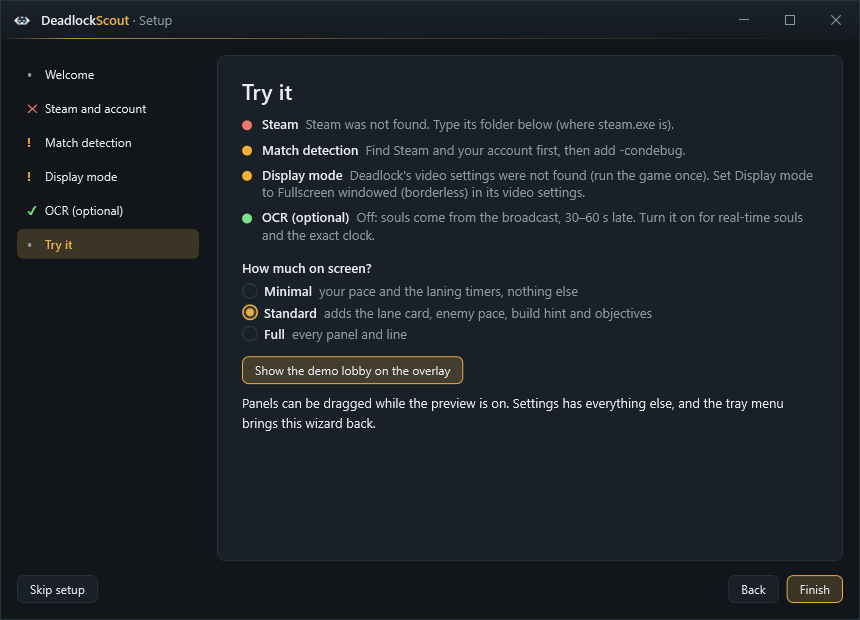 DeadlockScout · Setup
Welcome
Steam and account
Match detection
Display mode
OCR (optional)
Try it
Try it
Steam Steam was not found. Type its folder below (where steam.exe is).
Match detection Find Steam and your account first, then add -condebug.
Display mode Deadlock's video settings were not found (run the game once). Set Display mode
to Fullscreen windowed (borderless) in its video settings.
OCR (optional) Off: souls come from the broadcast, 30–60 s late. Turn it on for real-time souls
and the exact clock.
How much on screen?
Minimal your pace and the laning timers, nothing else
Standard adds the lane card, enemy pace, build hint and objectives
Full every panel and line
Show the demo lobby on the overlay
Panels can be dragged while the preview is on. Settings has everything else, and the tray menu
brings this wizard back.
Skip setup
Back
Finish